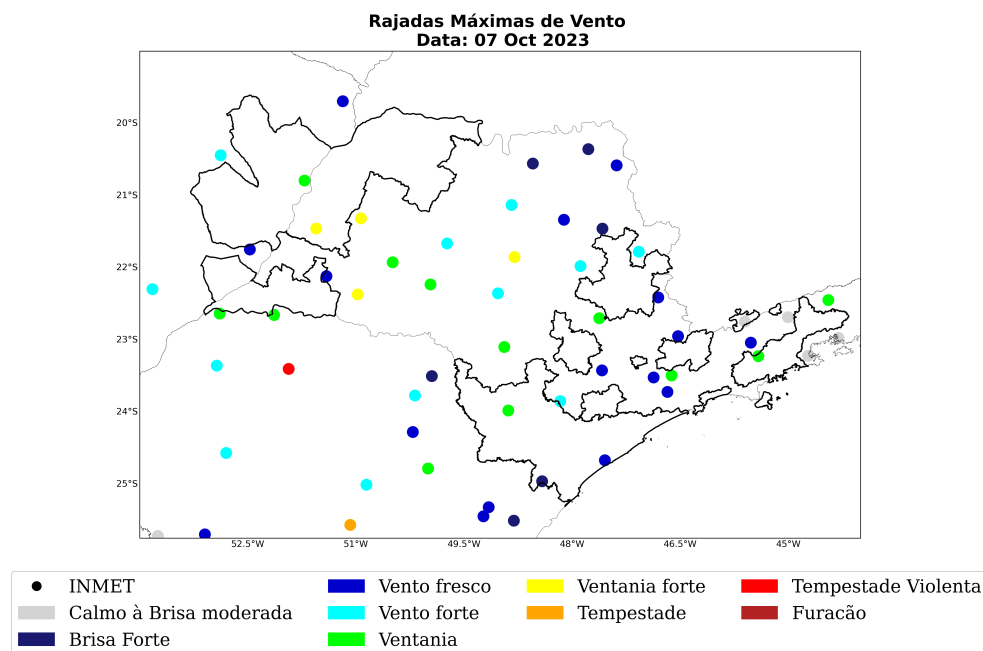 Rajadas Máximas de Vento
Data: 07 Oct 2023
20°S
21°S
22°S
23°S
24°S
25°S
52.5°W
51°W
49.5°W
48°W
46.5°W
45°W
INMET
Calmo à Brisa moderada
Brisa Forte
Vento fresco
Vento forte
Ventania
Ventania forte
Tempestade
Tempestade Violenta
Furacão